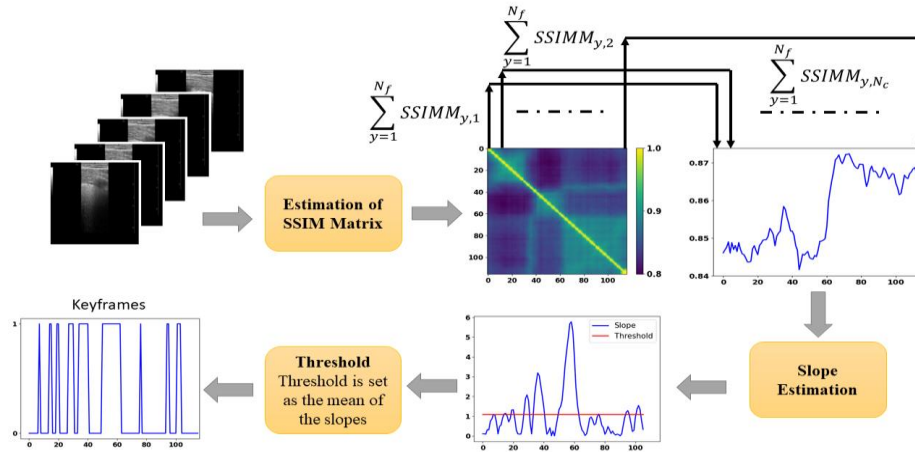 N_f
∑ SSIMM_{y,1}
y=1
N_f
∑ SSIMM_{y,2}
y=1
N_f
∑ SSIMM_{y,N_c}
y=1
Estimation of
SSIM Matrix
0
20
40
60
80
100
0 20 40 60 80 100
1.0
0.9
0.8
0.87
0.86
0.85
0.84
0 20 40 60 80 100
Slope
Estimation
6
5
4
3
2
1
0
0 20 40 60 80 100
Slope
Threshold
Threshold
Threshold is set
as the mean of
the slopes
Keyframes
1
0
0 20 40 60 80 100